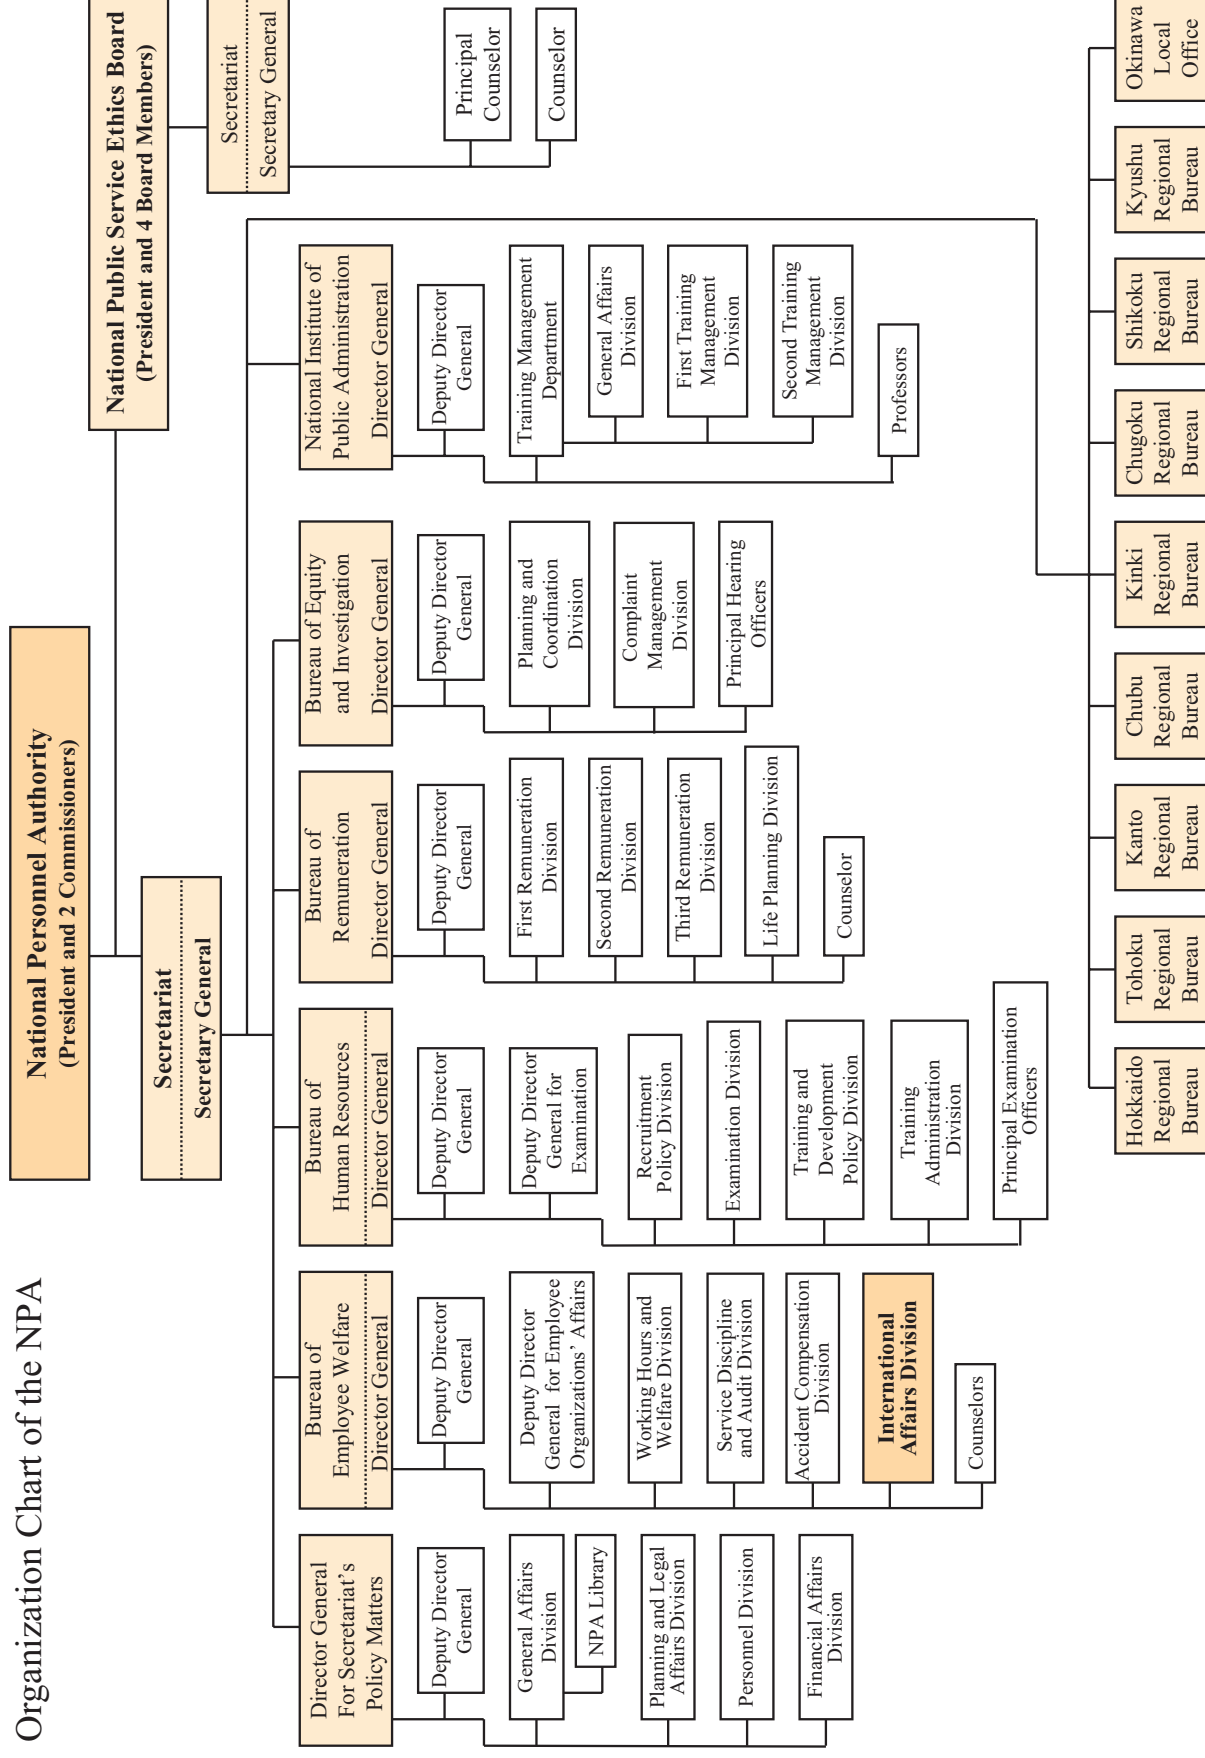 Organization Chart of the NPA
National Personnel Authority
(President and 2 Commissioners)
National Public Service Ethics Board
(President and 4 Board Members)
Secretariat
Secretary General
Secretariat
Secretary General
Principal
Counselor
Counselor
Director General
For Secretariat's
Policy Matters
Deputy Director
General
General Affairs
Division
NPA Library
Planning and Legal
Affairs Division
Personnel Division
Financial Affairs
Division
Bureau of
Employee Welfare
Director General
Deputy Director
General
Deputy Director
General for Employee
Organizations' Affairs
Working Hours and
Welfare Division
Service Discipline
and Audit Division
Accident Compensation
Division
International
Affairs Division
Counselors
Bureau of
Human Resources
Director General
Deputy Director
General
Deputy Director
General for
Examination
Recruitment
Policy Division
Examination Division
Training and
Development
Policy Division
Training
Administration
Division
Principal Examination
Officers
Bureau of
Remuneration
Director General
Deputy Director
General
First Remuneration
Division
Second Remuneration
Division
Third Remuneration
Division
Life Planning Division
Counselor
Bureau of Equity
and Investigation
Director General
Deputy Director
General
Planning and
Coordination
Division
Complaint
Management
Division
Principal Hearing
Officers
National Institute of
Public Administration
Director General
Deputy Director
General
Training Management
Department
General Affairs
Division
First Training
Management
Division
Second Training
Management
Division
Professors
Hokkaido
Regional
Bureau
Tohoku
Regional
Bureau
Kanto
Regional
Bureau
Chubu
Regional
Bureau
Kinki
Regional
Bureau
Chugoku
Regional
Bureau
Shikoku
Regional
Bureau
Kyushu
Regional
Bureau
Okinawa
Local
Office